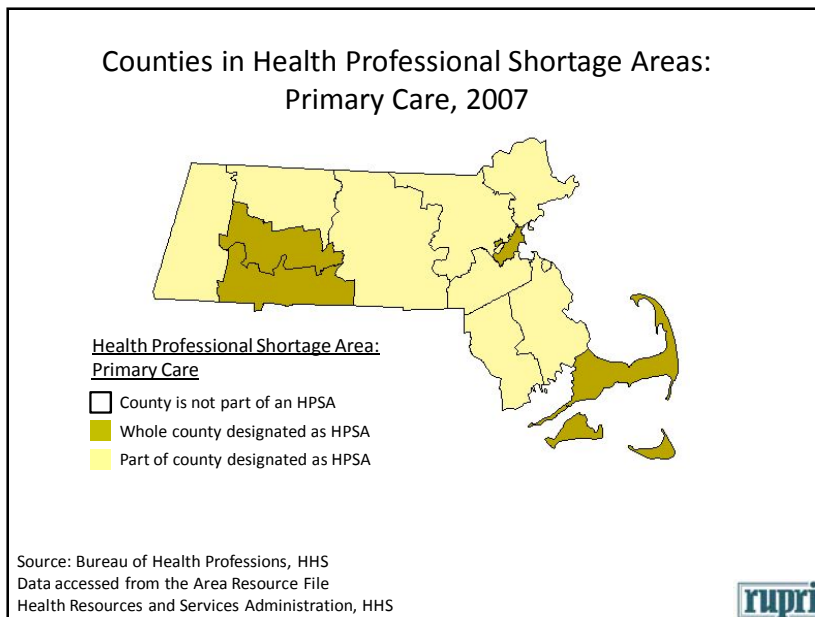 Counties in Health Professional Shortage Areas:
Primary Care, 2007
Health Professional Shortage Area:
Primary Care
County is not part of an HPSA
Whole county designated as HPSA
Part of county designated as HPSA
Source: Bureau of Health Professions, HHS
Data accessed from the Area Resource File
Health Resources and Services Administration, HHS
rupri